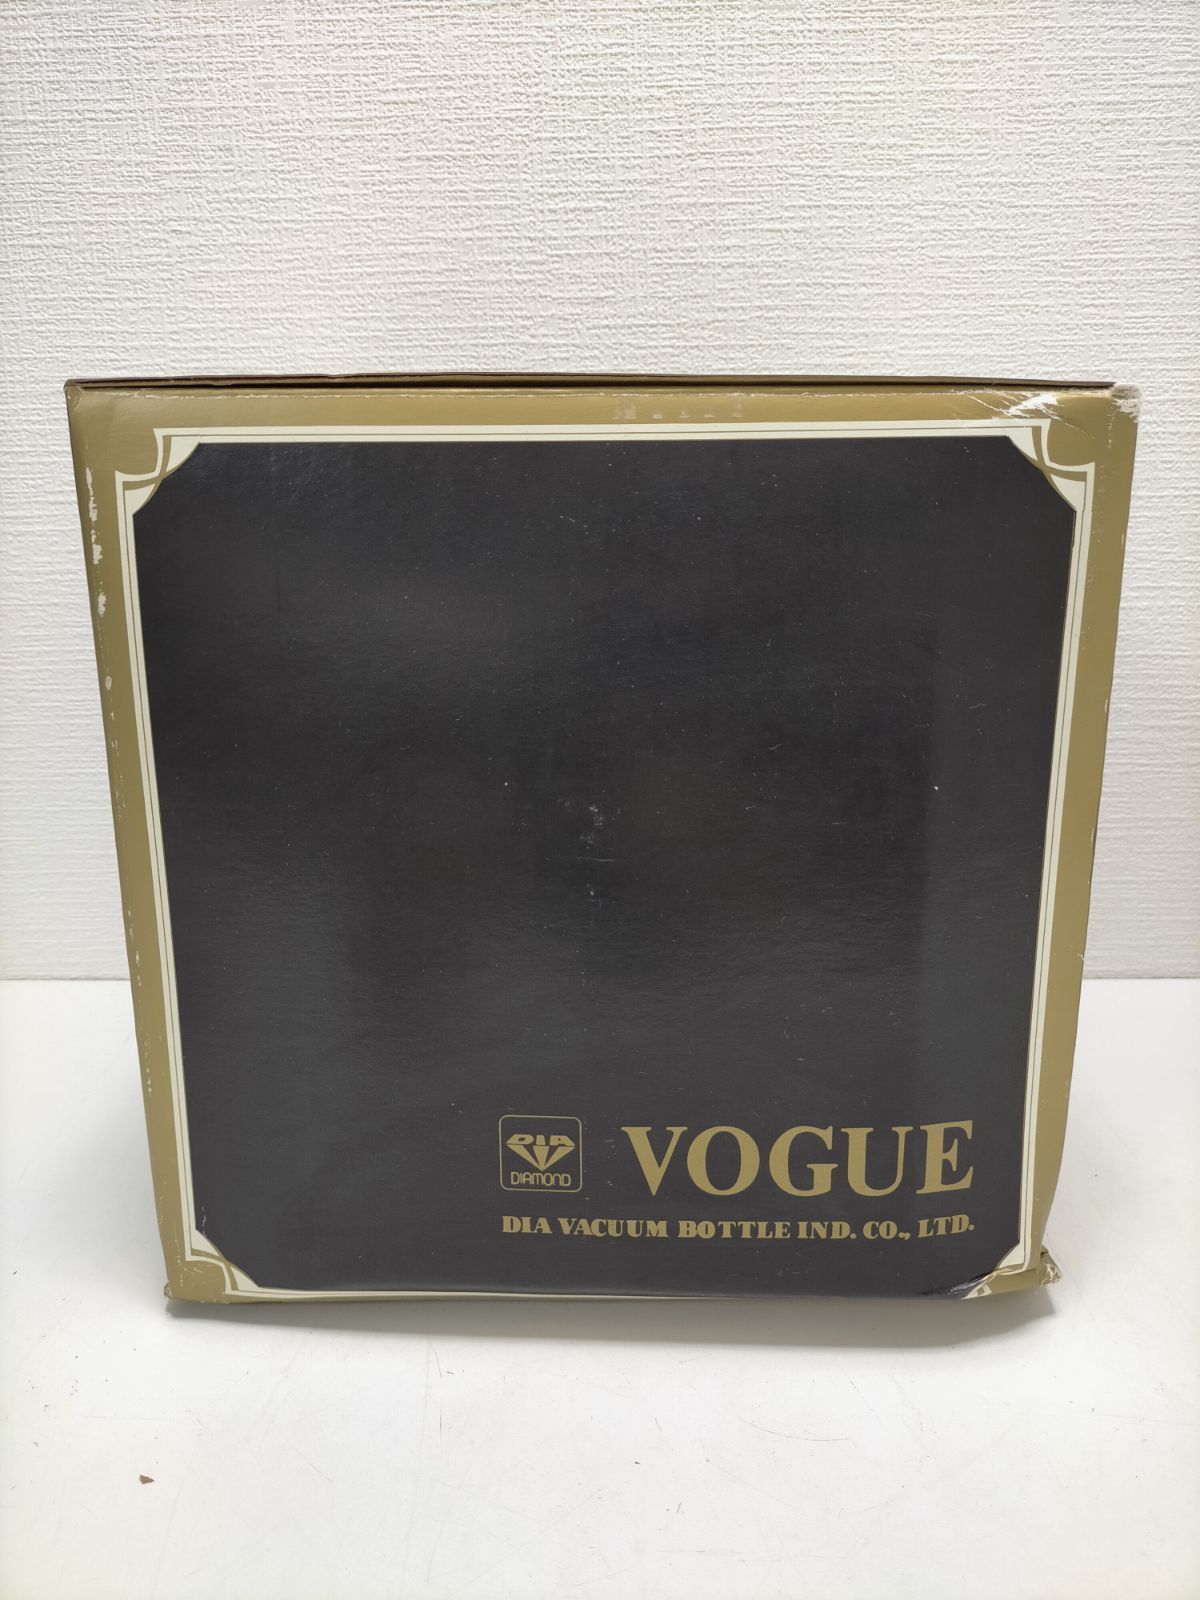 DIA
DIAMOND
VOGUE
DIA VACUUM BOTTLE IND. CO., LTD.